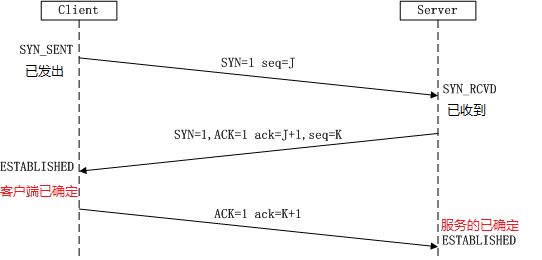 Client
Server
SYN_SENT
已发出
SYN=1 seq=J
SYN_RCVD
已收到
SYN=1,ACK=1 ack=J+1,seq=K
ESTABLISHED
客户端已确定
ACK=1 ack=K+1
服务的已确定
ESTABLISHED